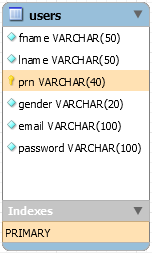 users
fname VARCHAR(50)
lname VARCHAR(50)
prn VARCHAR(40)
gender VARCHAR(20)
email VARCHAR(100)
password VARCHAR(100)
Indexes
PRIMARY